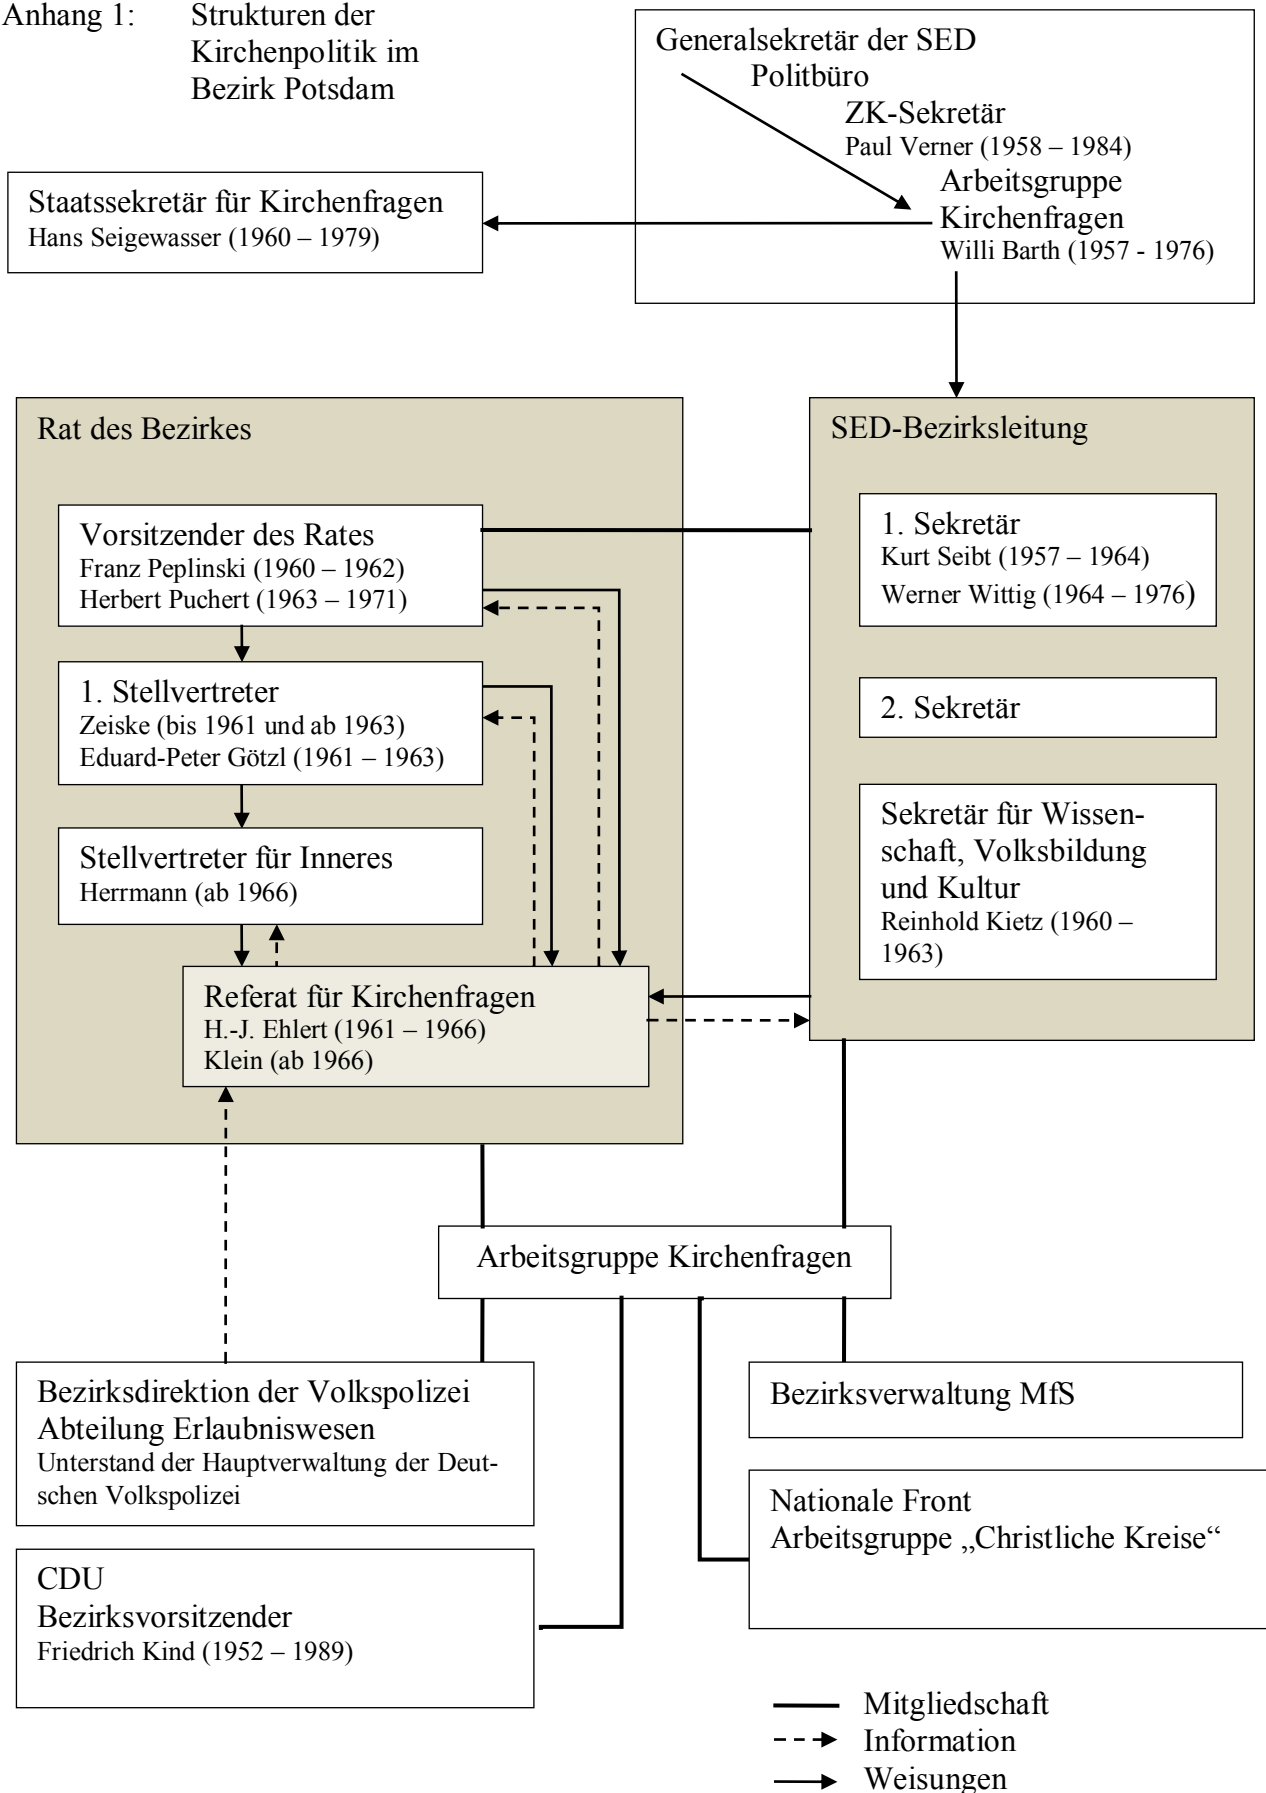 Anhang 1: Strukturen der
Kirchenpolitik im
Bezirk Potsdam
Generalsekretär der SED
Politbüro
ZK-Sekretär
Paul Verner (1958 – 1984)
Arbeitsgruppe
Kirchenfragen
Willi Barth (1957 - 1976)
Staatssekretär für Kirchenfragen
Hans Seigewasser (1960 – 1979)
Rat des Bezirkes
Vorsitzender des Rates
Franz Peplinski (1960 – 1962)
Herbert Puchert (1963 – 1971)
1. Stellvertreter
Zeiske (bis 1961 und ab 1963)
Eduard-Peter Götzl (1961 – 1963)
Stellvertreter für Inneres
Herrmann (ab 1966)
Referat für Kirchenfragen
H.-J. Ehlert (1961 – 1966)
Klein (ab 1966)
SED-Bezirksleitung
1. Sekretär
Kurt Seibt (1957 – 1964)
Werner Wittig (1964 – 1976)
2. Sekretär
Sekretär für Wissen-
schaft, Volksbildung
und Kultur
Reinhold Kietz (1960 –
1963)
Arbeitsgruppe Kirchenfragen
Bezirksdirektion der Volkspolizei
Abteilung Erlaubniswesen
Unterstand der Hauptverwaltung der Deut-
schen Volkspolizei
Bezirksverwaltung MfS
Nationale Front
Arbeitsgruppe „Christliche Kreise“
CDU
Bezirksvorsitzender
Friedrich Kind (1952 – 1989)
Mitgliedschaft
Information
Weisungen